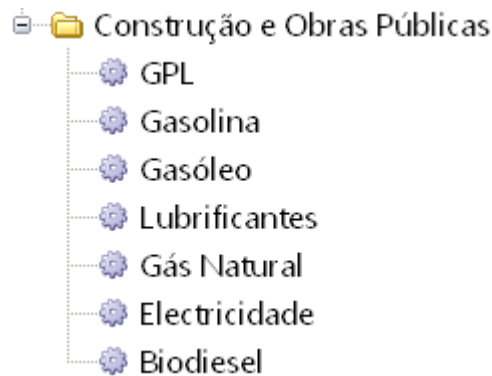 Construção e Obras Públicas
GPL
Gasolina
Gasóleo
Lubrificantes
Gás Natural
Electricidade
Biodiesel